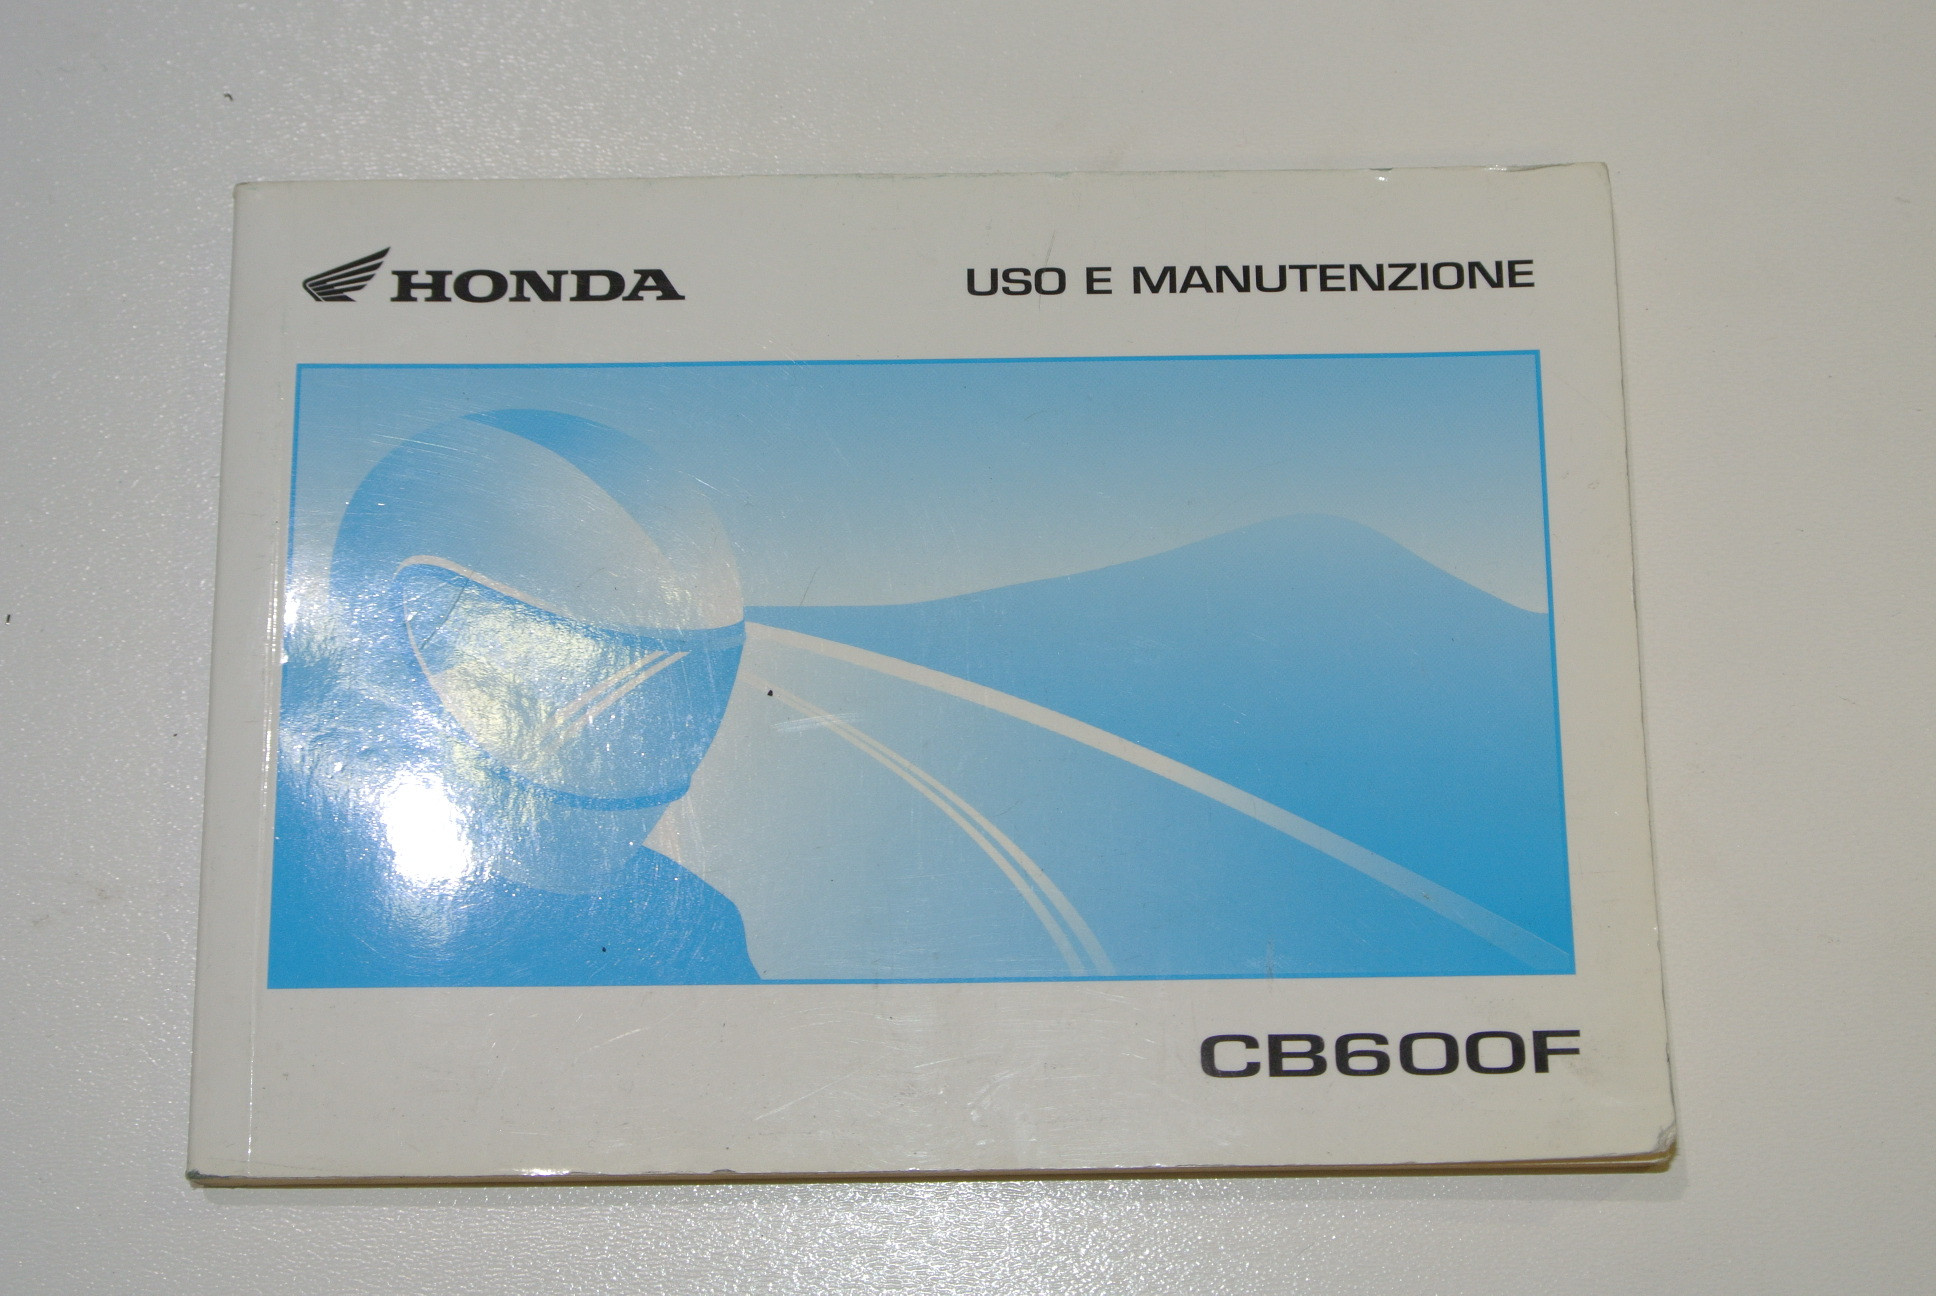 HONDA
USO E MANUTENZIONE
CB600F